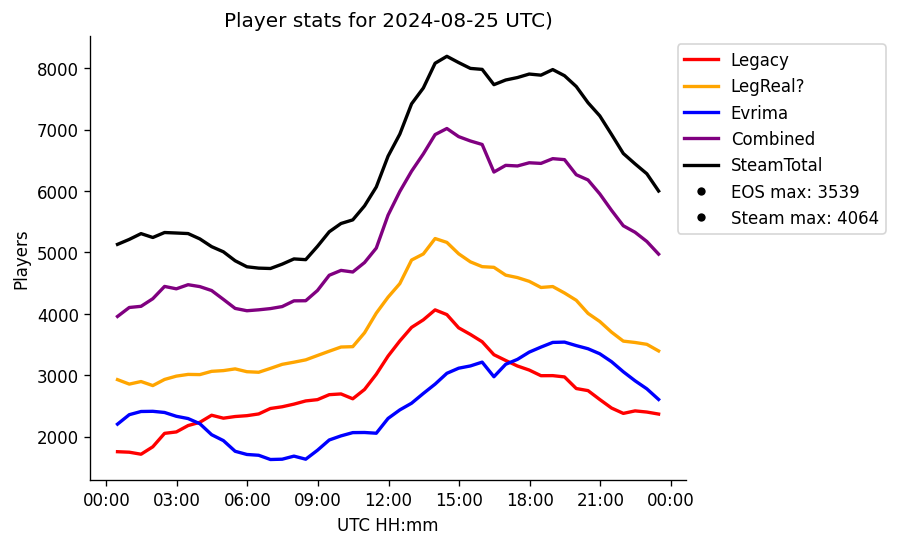 Player stats for 2024-08-25 UTC)
Players
8000
7000
6000
5000
4000
3000
2000
00:00 03:00 06:00 09:00 12:00 15:00 18:00 21:00 00:00
UTC HH:mm
Legacy
LegReal?
Evrima
Combined
SteamTotal
EOS max: 3539
Steam max: 4064